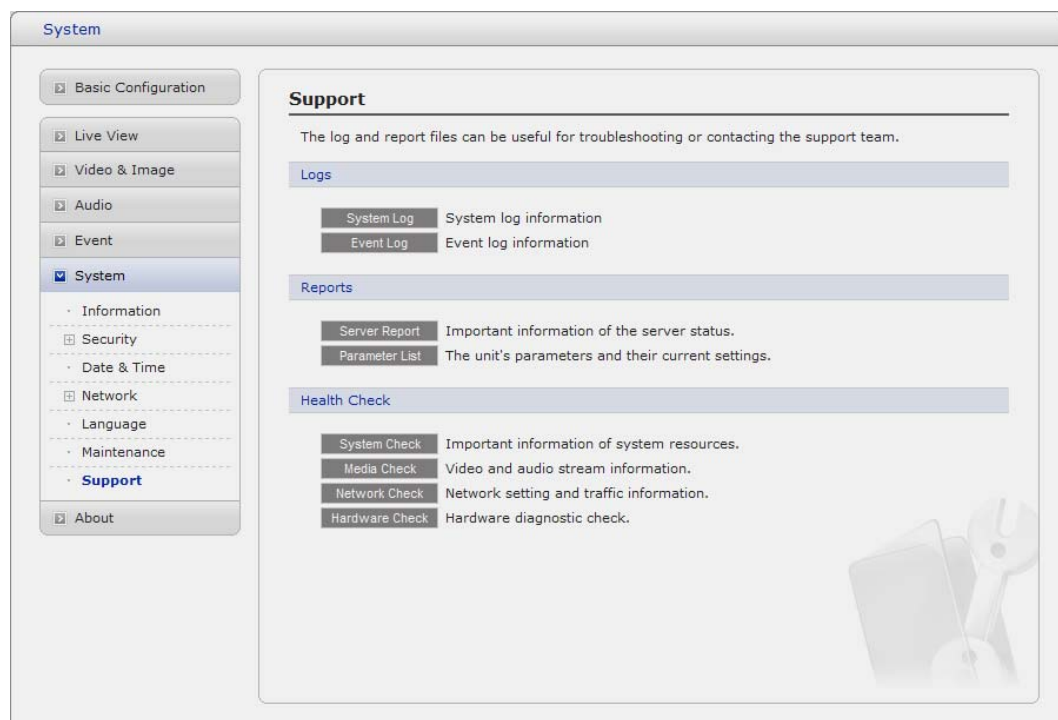 System
Basic Configuration
Live View
Video & Image
Audio
Event
System
Information
Security
Date & Time
Network
Language
Maintenance
Support
About
Support
The log and report files can be useful for troubleshooting or contacting the support team.
Logs
System Log System log information
Event Log Event log information
Reports
Server Report Important information of the server status.
Parameter List The unit's parameters and their current settings.
Health Check
System Check Important information of system resources.
Media Check Video and audio stream information.
Network Check Network setting and traffic information.
Hardware Check Hardware diagnostic check.